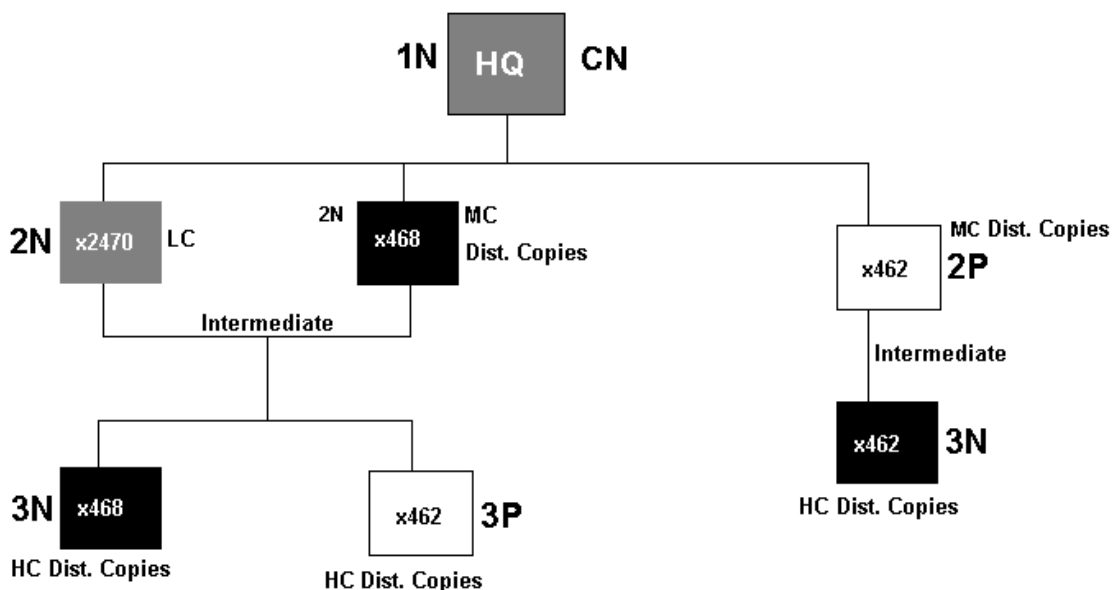 1N HQ CN
2N x2470 LC
2N x468 MC
Dist. Copies
MC Dist. Copies
x462 2P
Intermediate
Intermediate
x462 3N
HC Dist. Copies
3N x468
HC Dist. Copies
x462 3P
HC Dist. Copies